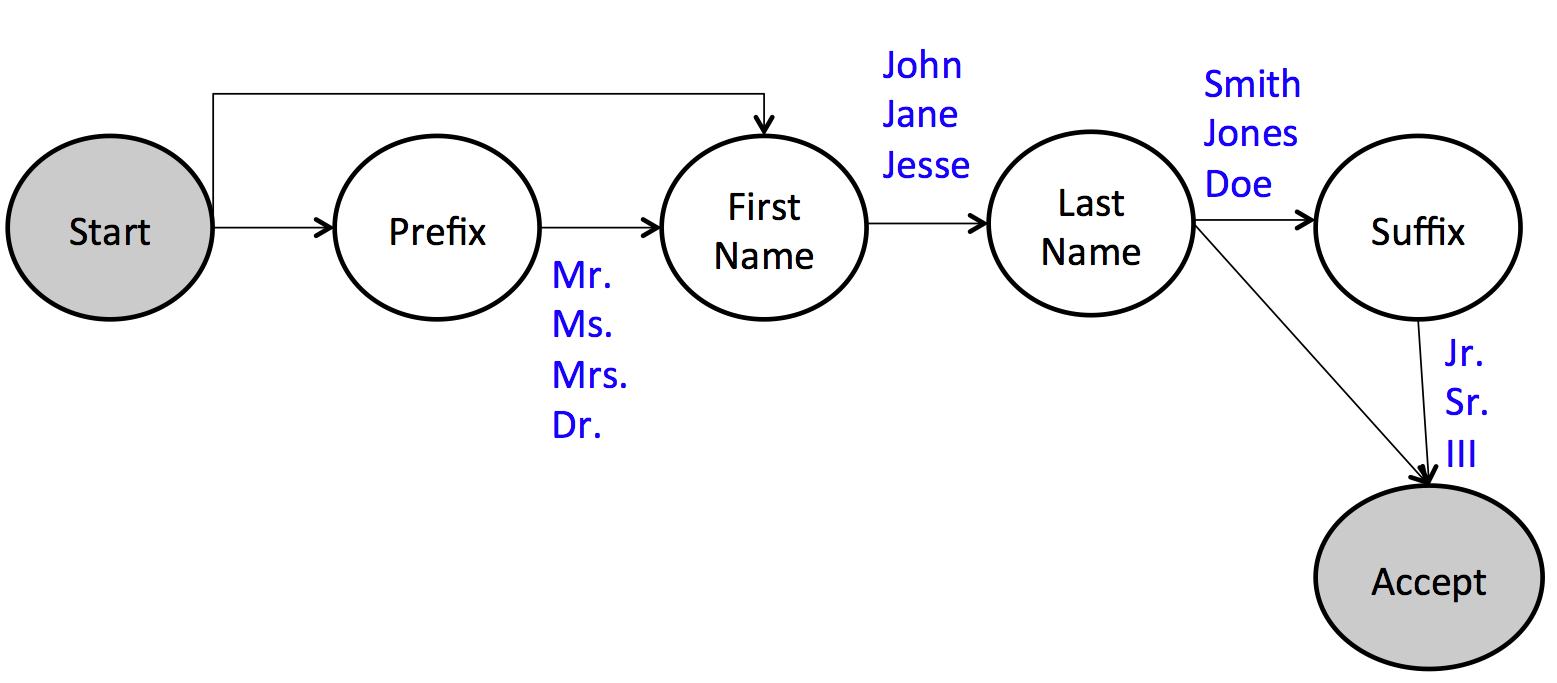 Start
Prefix
Mr.
Ms.
Mrs.
Dr.
First
Name
John
Jane
Jesse
Last
Name
Smith
Jones
Doe
Suffix
Jr.
Sr.
III
Accept